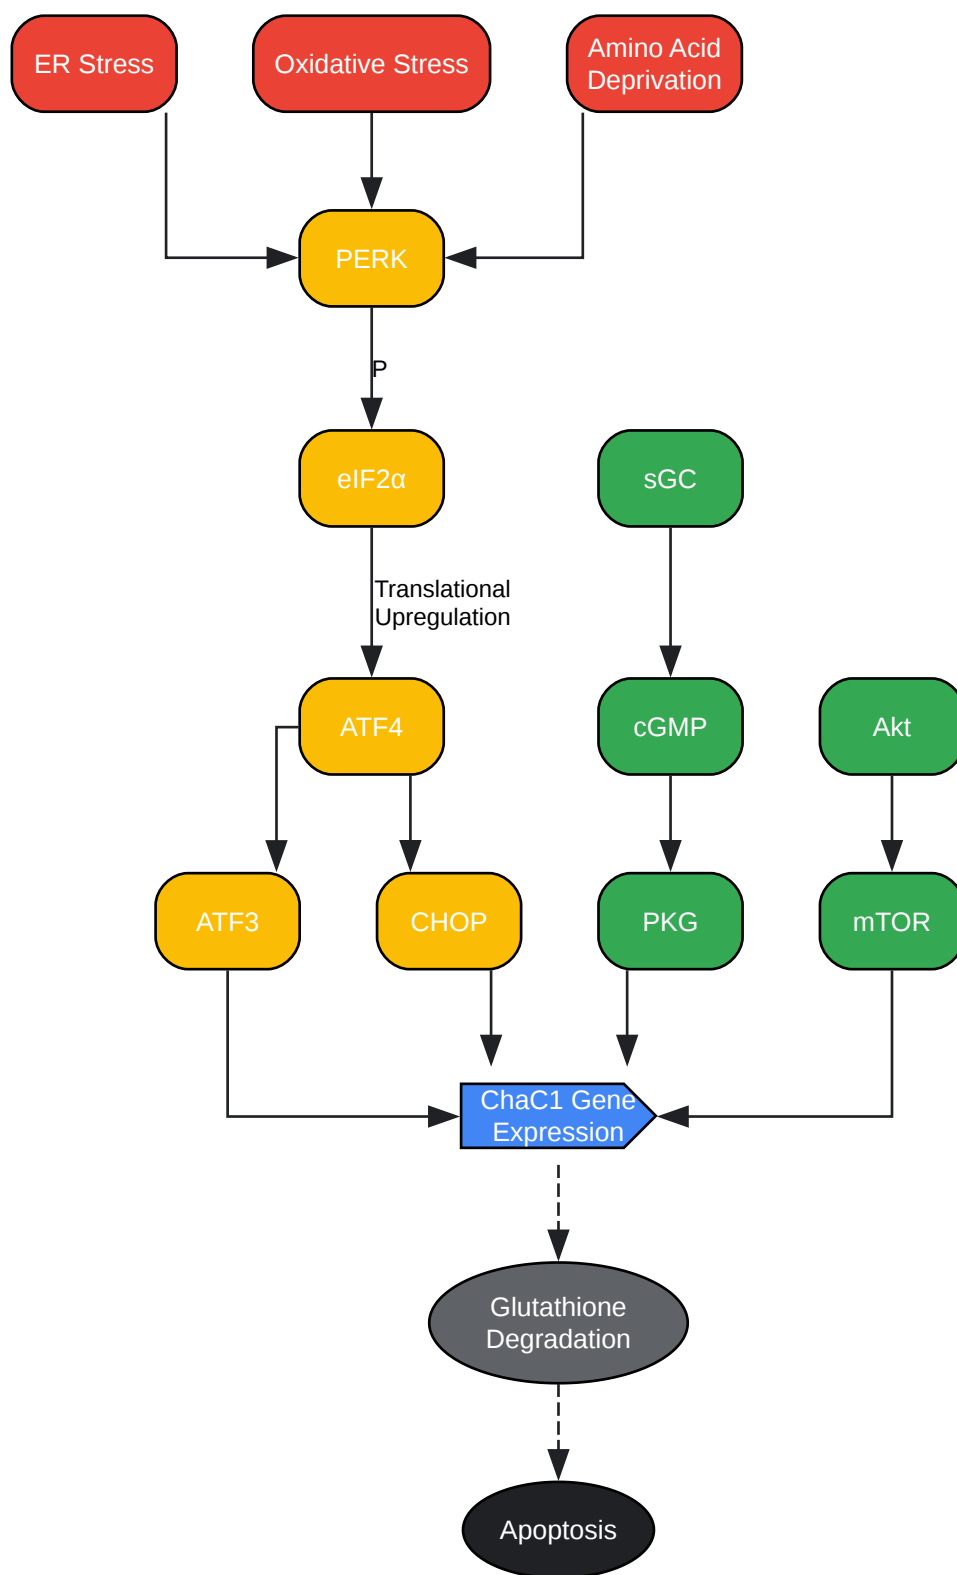 ER Stress
Oxidative Stress
Amino Acid
Deprivation
PERK
P
eIF2α
sGC
Translational
Upregulation
ATF4
cGMP
Akt
ATF3
CHOP
PKG
mTOR
ChaC1 Gene
Expression
Glutathione
Degradation
Apoptosis